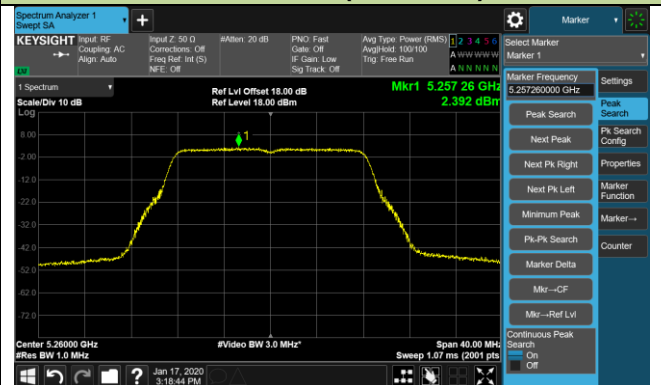 Spectrum Analyzer 1
Swept SA
Marker
KEYSIGHT Input: RF Input Z: 50 Ω #Atten: 20 dB PNO: Fast Avg Type: Power (RMS) 1 2 3 4 5 6
Coupling: AC Corrections: Off Gate: Off Avg|Hold: 100/100
Align: Auto Freq Ref: Int (S) IF Gain: Low Trig: Free Run A W W W W W
NFE: Off Sig Track: Off A N N N N N
LXI
Select Marker
Marker 1
1 Spectrum
Scale/Div 10 dB
Log
Ref Lvl Offset 18.00 dB
Ref Level 18.00 dBm
Mkr1 5.257 26 GHz
2.392 dBm
8.00
-2.00
-12.0
-22.0
-32.0
-42.0
-52.0
-62.0
-72.0
1
Center 5.26000 GHz
#Res BW 1.0 MHz
#Video BW 3.0 MHz*
Span 40.00 MHz
Sweep 1.07 ms (2001 pts)
Jan 17, 2020
3:18:44 PM
Marker Frequency
5.257260000 GHz
Peak Search
Next Peak
Next Pk Right
Next Pk Left
Minimum Peak
Pk-Pk Search
Marker Delta
Mkr→CF
Mkr→Ref Lvl
Continuous Peak
Search
On
Off
Settings
Peak
Search
Pk Search
Config
Properties
Marker
Function
Marker→
Counter